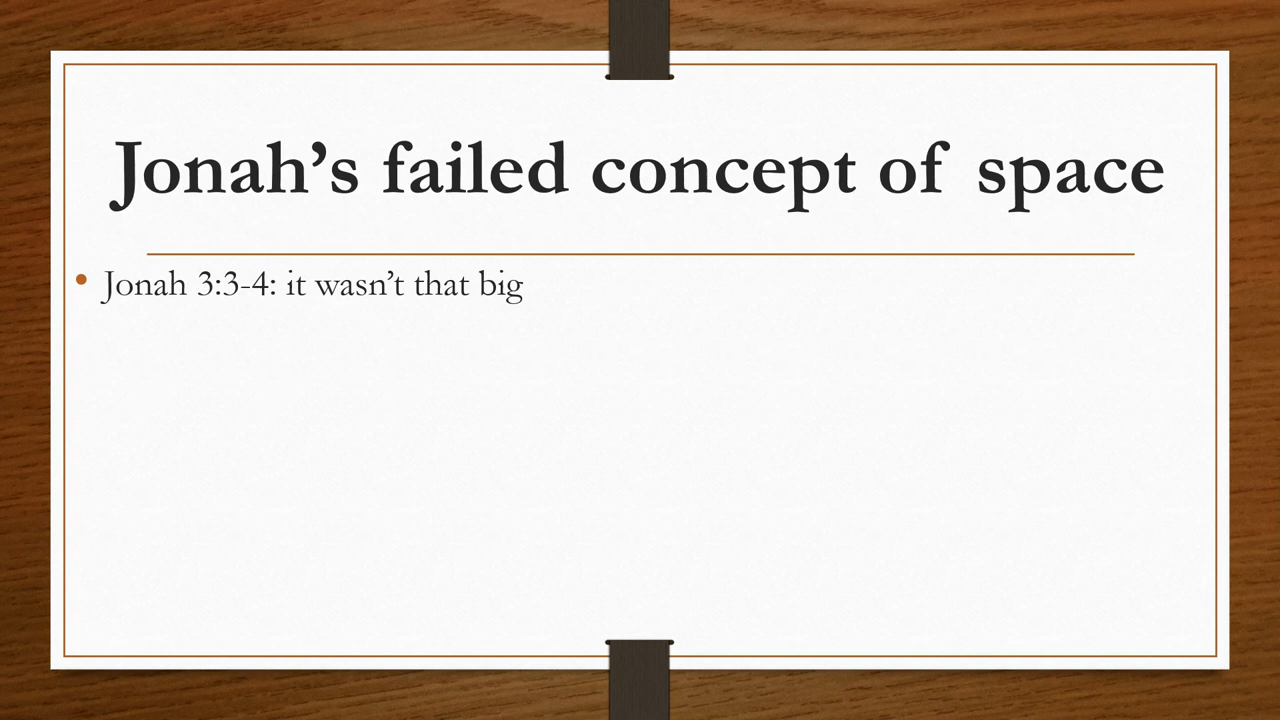 Jonah’s failed concept of space
• Jonah 3:3-4: it wasn’t that big